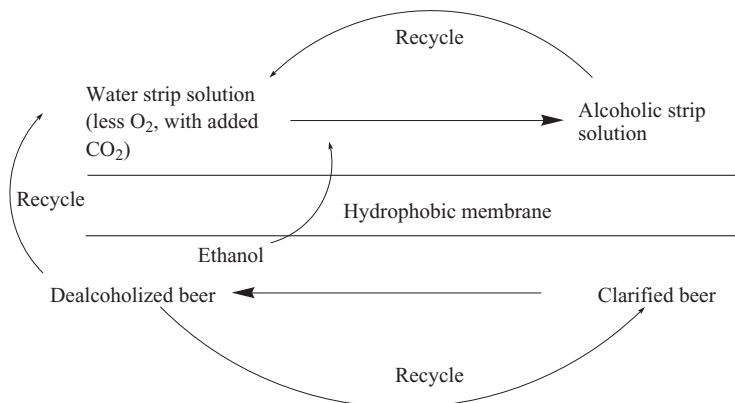 Recycle
Water strip solution
(less O₂, with added
CO₂)
Alcoholic strip
solution
Recycle
Hydrophobic membrane
Ethanol
Dealcoholized beer
Clarified beer
Recycle